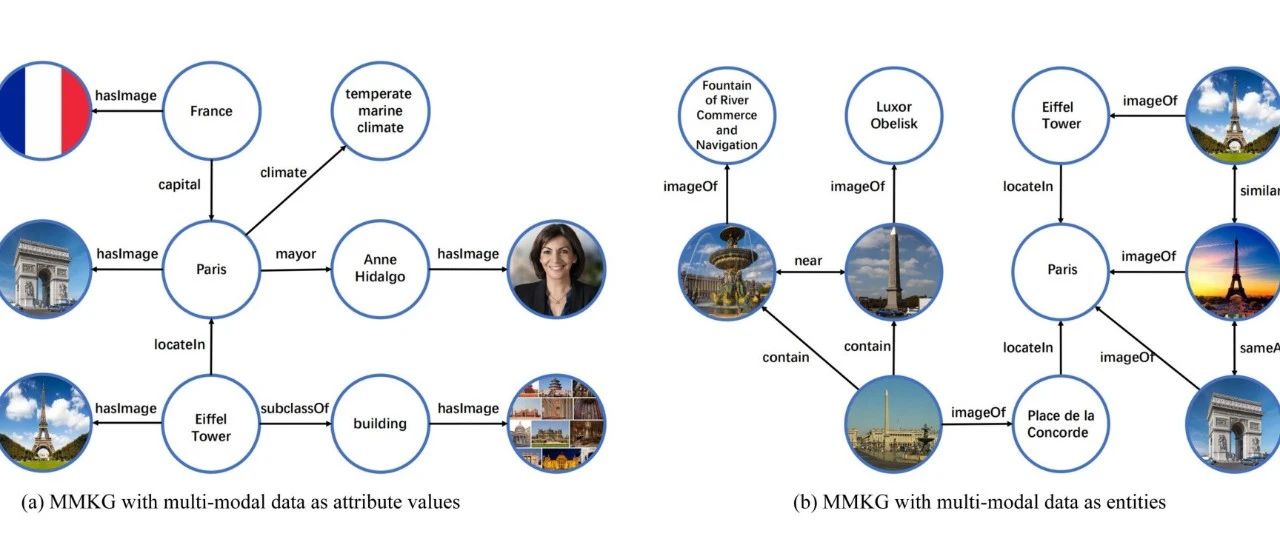 hasImage
France
temperate
marine
climate
capital
climate
hasImage
Paris
mayor
Anne
Hidalgo
hasImage
locateIn
hasImage
Eiffel
Tower
subclassOf
building
hasImage
(a) MMKG with multi-modal data as attribute values
Fountain
of River
Commerce
and
Navigation
Luxor
Obelisk
Eiffel
Tower
imageOf
imageOf
imageOf
locateIn
similar
near
Paris
imageOf
contain
contain
locateIn
imageOf
sameA
imageOf
Place de la
Concorde
(b) MMKG with multi-modal data as entities